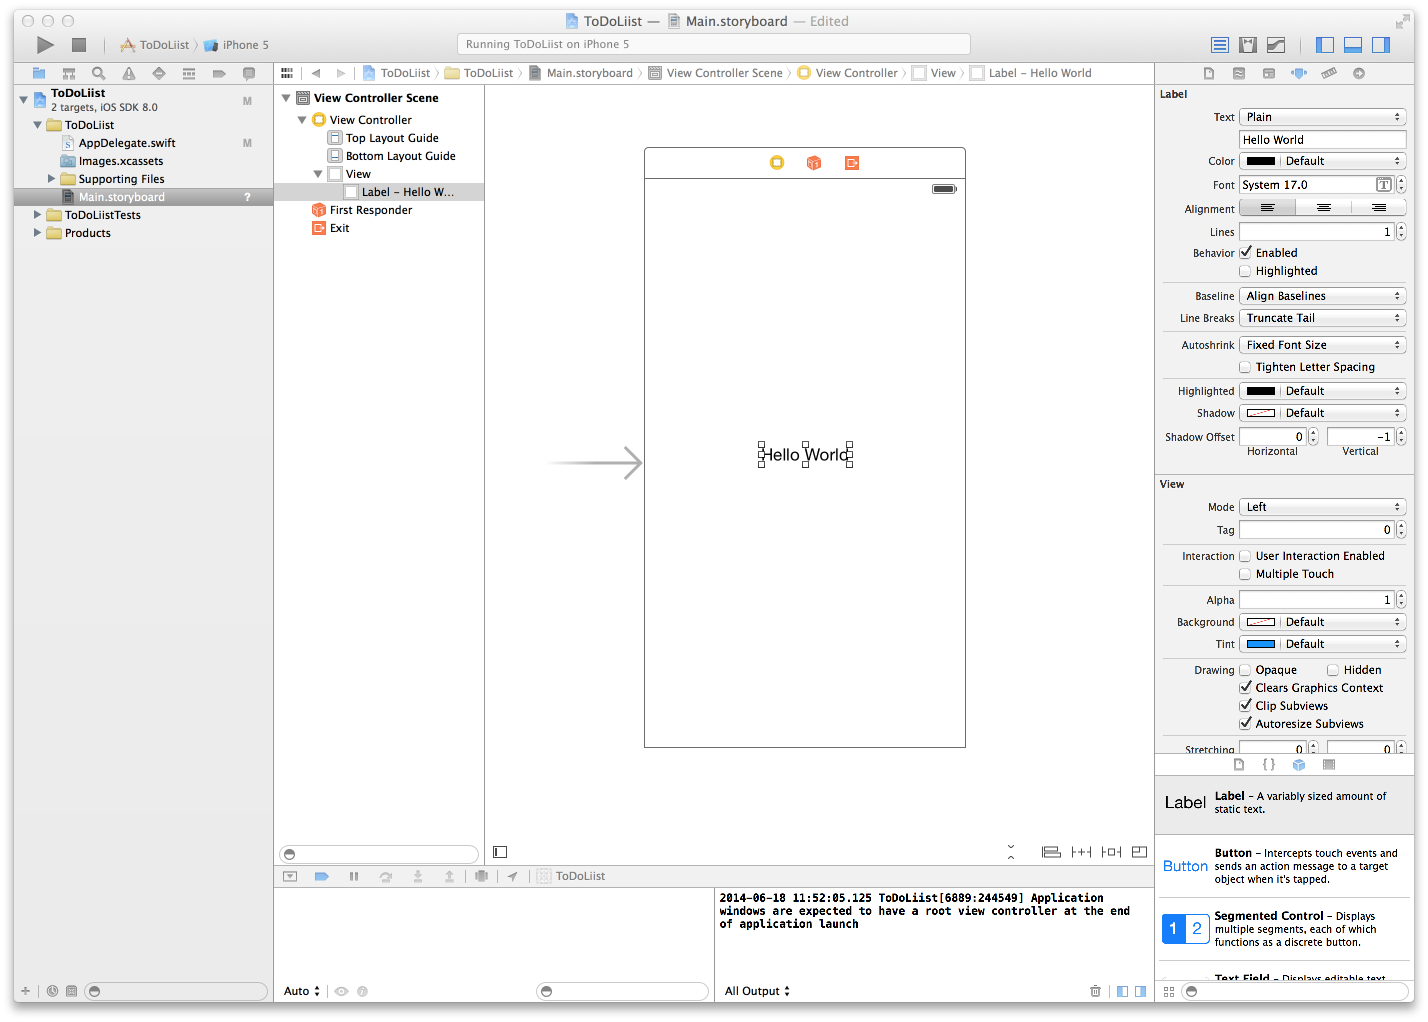 ToDoLiist — Main.storyboard — Edited
ToDoLiist iPhone 5
Running ToDoLiist on iPhone 5
ToDoLiist ToDoLiist Main.storyboard View Controller Scene View Controller View Label – Hello World
ToDoLiist M
2 targets, iOS SDK 8.0
ToDoLiist
AppDelegate.swift M
Images.xcassets
Supporting Files
Main.storyboard ?
ToDoLiistTests
Products
View Controller Scene
View Controller
Top Layout Guide
Bottom Layout Guide
View
Label – Hello W...
First Responder
Exit
Hello World
Label
Text Plain
Hello World
Color Default
Font System 17.0 T
Alignment
Lines 1
Behavior Enabled
Highlighted
Baseline Align Baselines
Line Breaks Truncate Tail
Autoshrink Fixed Font Size
Tighten Letter Spacing
Highlighted Default
Shadow Default
Shadow Offset 0 -1
Horizontal Vertical
View
Mode Left
Tag 0
Interaction User Interaction Enabled
Multiple Touch
Alpha 1
Background Default
Tint Default
Drawing Opaque Hidden
Clears Graphics Context
Clip Subviews
Autoresize Subviews
Stretching 0 0
{ }
Label Label – A variably sized amount of
static text.
Button Button – Intercepts touch events and
sends an action message to a target
object when it's tapped.
1 2 Segmented Control – Displays
multiple segments, each of which
functions as a discrete button.
Text Field – Displays editable text
ToDoLiist
2014-06-18 11:52:05.125 ToDoLiist[6889:244549] Application
windows are expected to have a root view controller at the end
of application launch
Auto
All Output